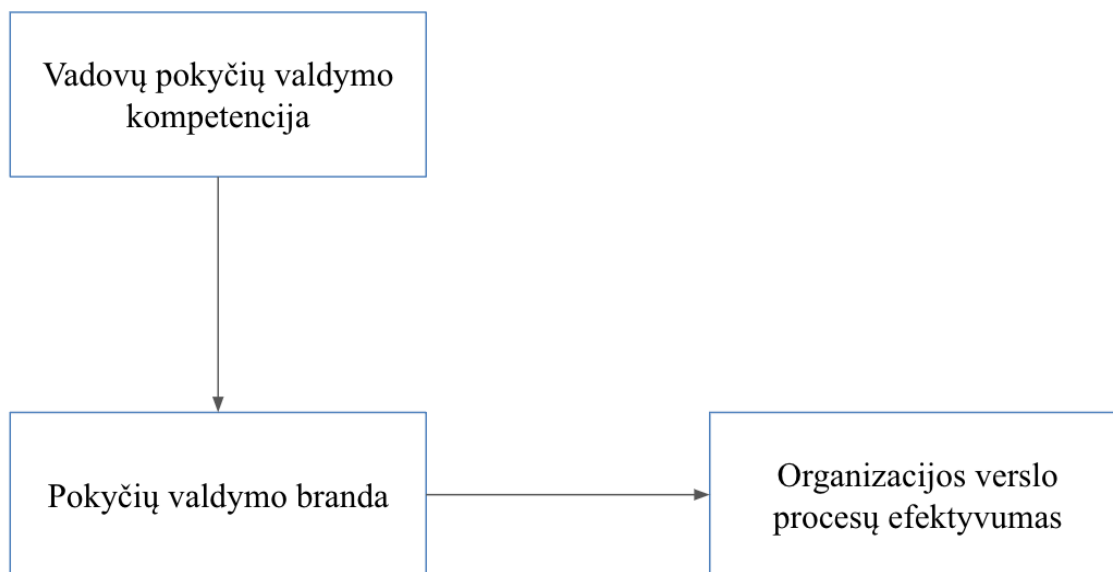 Vadovų pokyčių valdymo
kompetencija
Pokyčių valdymo branda
Organizacijos verslo
procesų efektyvumas